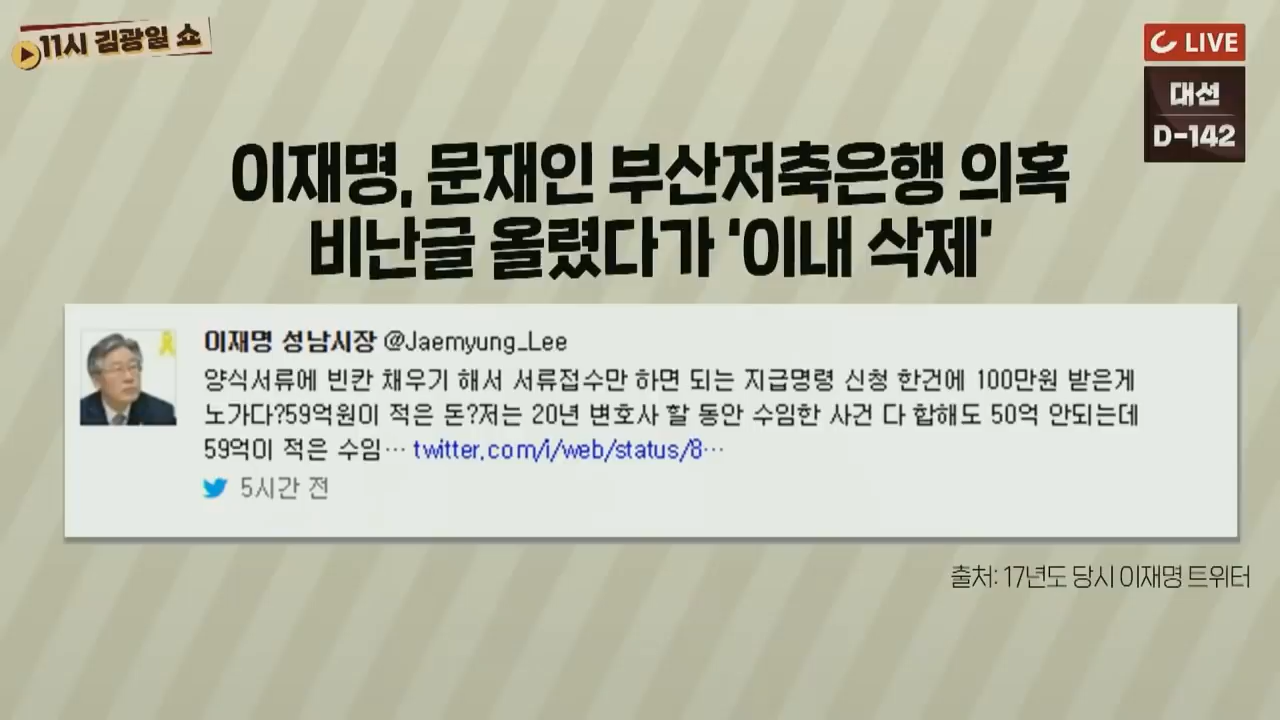 11시 김광일 쇼
LIVE
대선
D-142
이재명, 문재인 부산저축은행 의혹
비난글 올렸다가 '이내 삭제'
이재명 성남시장 @Jaemyung_Lee
양식서류에 빈칸 채우기 해서 서류접수만 하면 되는 지급명령 신청 한건에 100만원 받은게
노가다?59억원이 적은 돈?저는 20년 변호사 할 동안 수임한 사건 다 합해도 50억 안되는데
59억이 적은 수임… twitter.com/i/web/status/8…
5시간 전
출처: 17년도 당시 이재명 트위터